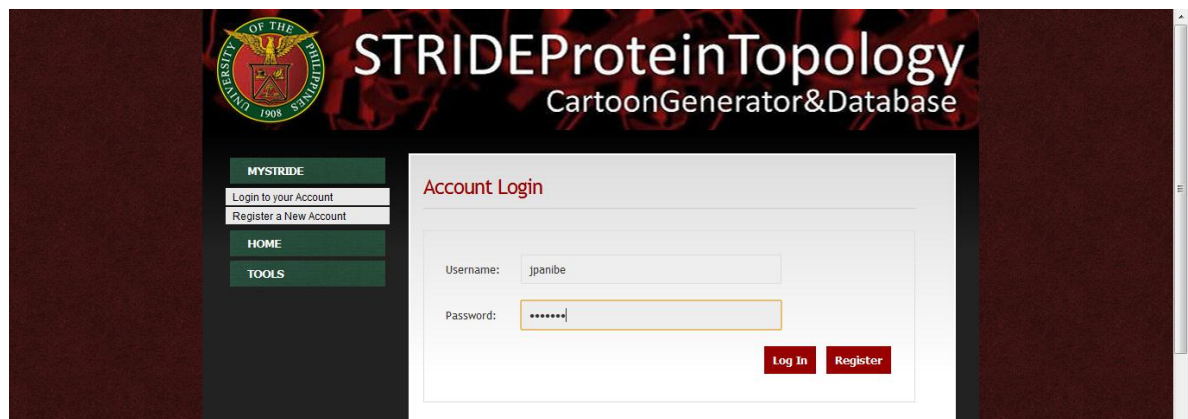 UNIVERSITY OF THE PHILIPPINES
1908
STRIDEProteinTopology
CartoonGenerator&Database
MYSTRIDE
Login to your Account
Register a New Account
HOME
TOOLS
Account Login
Username: jpanibe
Password: •••••••
Log In Register